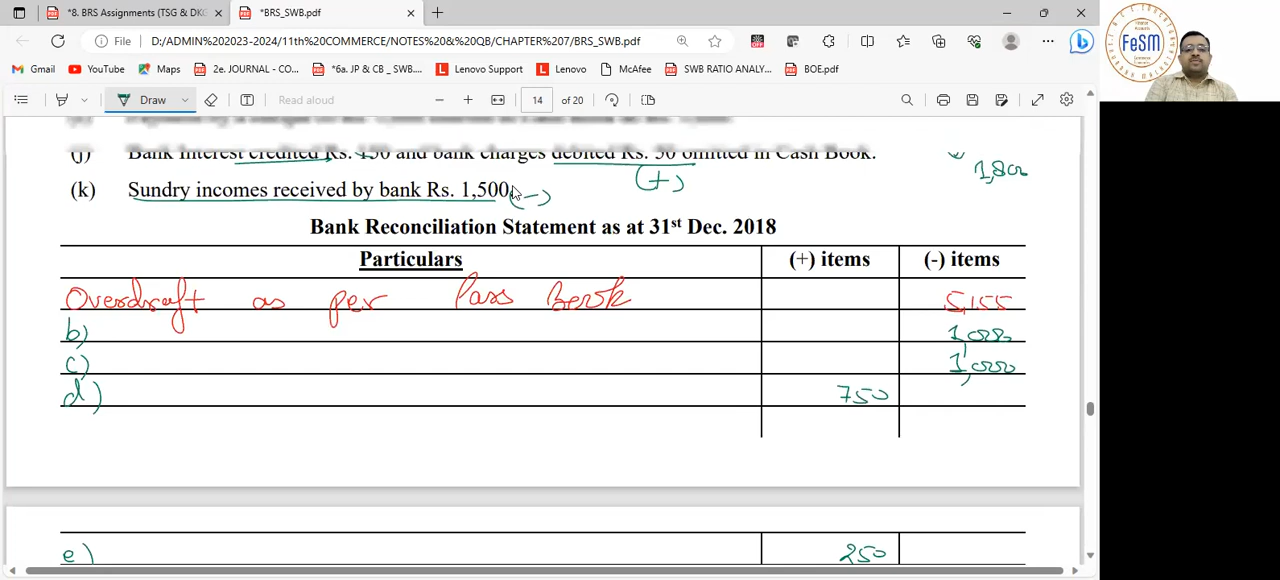 *8. BRS Assignments (TSG & DKG
*BRS_SWB.pdf
File D:/ADMIN%202023-2024/11th%20COMMERCE/NOTES%20 QB/CHAPTER%207/BRS_SWB.pdf
Gmail YouTube Maps 2e. JOURNAL - CO... *6a. JP & CB _ SWB.... Lenovo Support Lenovo McAfee SWB RATIO ANALY... BOE.pdf
Draw Read aloud 14 of 20
(j) Bank Interest credited Rs. 150 and bank charges debited Rs. 50 omitted in Cash Book.
1,800
(+)
(k) Sundry incomes received by bank Rs. 1,500. (-)
Bank Reconciliation Statement as at 31st Dec. 2018
Particulars (+) items (-) items
Overdraft as per Pass Book 5,155
b) 1,000
c) 1,000
d) 750
e) 250
FeSM